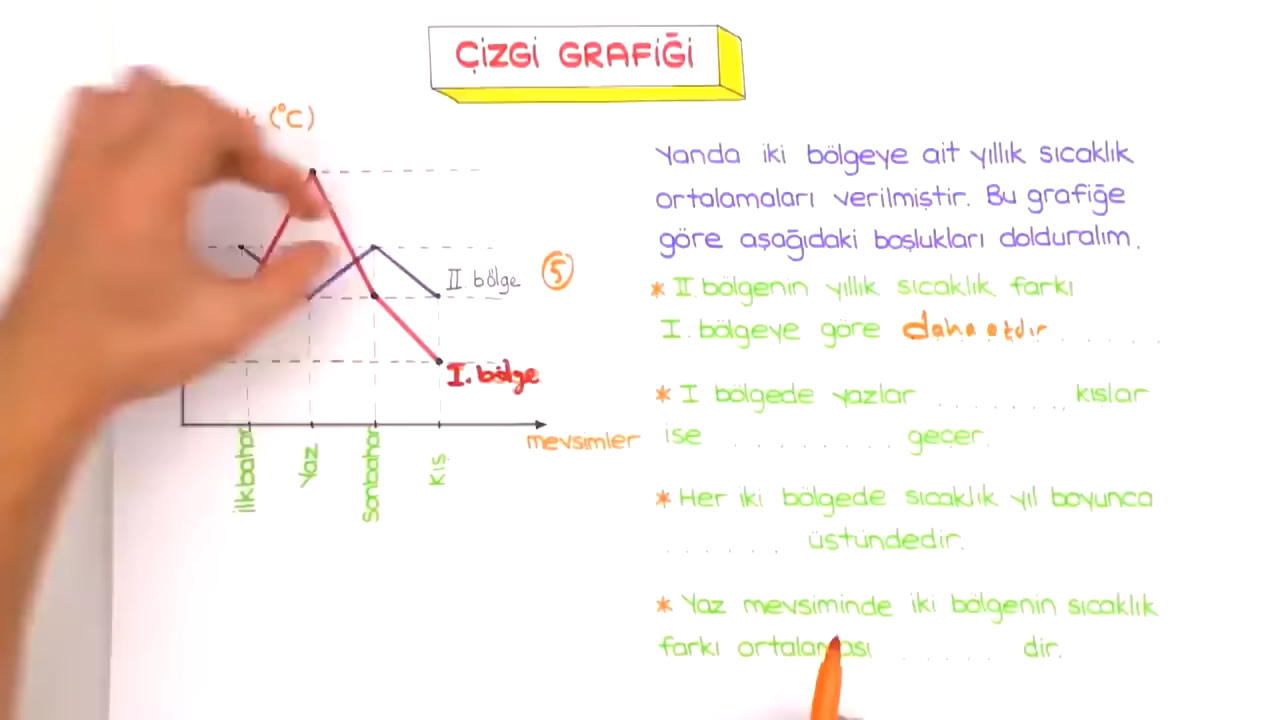 ÇİZGİ GRAFİĞİ
(°C)
Yanda iki bölgeye ait yıllık sıcaklık
ortalamaları verilmiştir. Bu grafiğe
göre aşağıdaki boşlukları dolduralım.
* II. bölgenin yıllık sıcaklık farkı
I. bölgeye göre daha azdır
* I bölgede yazlar ........, kışlar
ise ......... geçer.
* Her iki bölgede sıcaklık yıl boyunca
....... üstündedir.
* Yaz mevsiminde iki bölgenin sıcaklık
farkı ortalaması ...... dir.
II bölge
5
I. bölge
mevsimler
ilkbahar
Yaz
Sonbahar
Kış